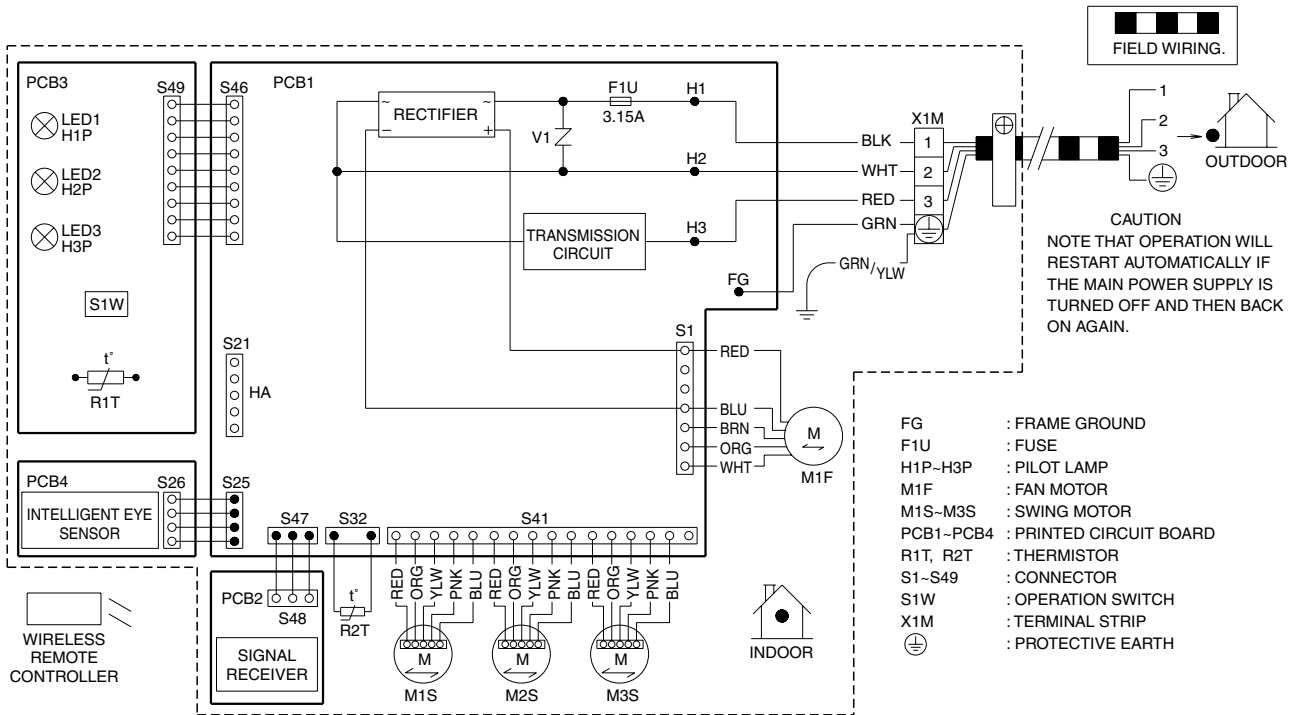 FIELD WIRING.
PCB3
S49
S46
PCB1
LED1
H1P
LED2
H2P
LED3
H3P
S1W
t°
R1T
S21
HA
~
RECTIFIER
~
−
+
V1
F1U
3.15A
H1
H2
TRANSMISSION
CIRCUIT
H3
FG
BLK
WHT
RED
GRN
GRN/YLW
X1M
1
2
3
1
2
3
OUTDOOR
CAUTION
NOTE THAT OPERATION WILL
RESTART AUTOMATICALLY IF
THE MAIN POWER SUPPLY IS
TURNED OFF AND THEN BACK
ON AGAIN.
S1
RED
BLU
BRN
ORG
WHT
M
M1F
PCB4
INTELLIGENT EYE
SENSOR
S26
S25
S47
S32
S41
PCB2
S48
SIGNAL
RECEIVER
t°
R2T
RED
ORG
YLW
PNK
BLU
RED
ORG
YLW
PNK
BLU
RED
ORG
YLW
PNK
BLU
M
M1S
M
M2S
M
M3S
INDOOR
WIRELESS
REMOTE
CONTROLLER
FG : FRAME GROUND
F1U : FUSE
H1P~H3P : PILOT LAMP
M1F : FAN MOTOR
M1S~M3S : SWING MOTOR
PCB1~PCB4 : PRINTED CIRCUIT BOARD
R1T, R2T : THERMISTOR
S1~S49 : CONNECTOR
S1W : OPERATION SWITCH
X1M : TERMINAL STRIP
: PROTECTIVE EARTH